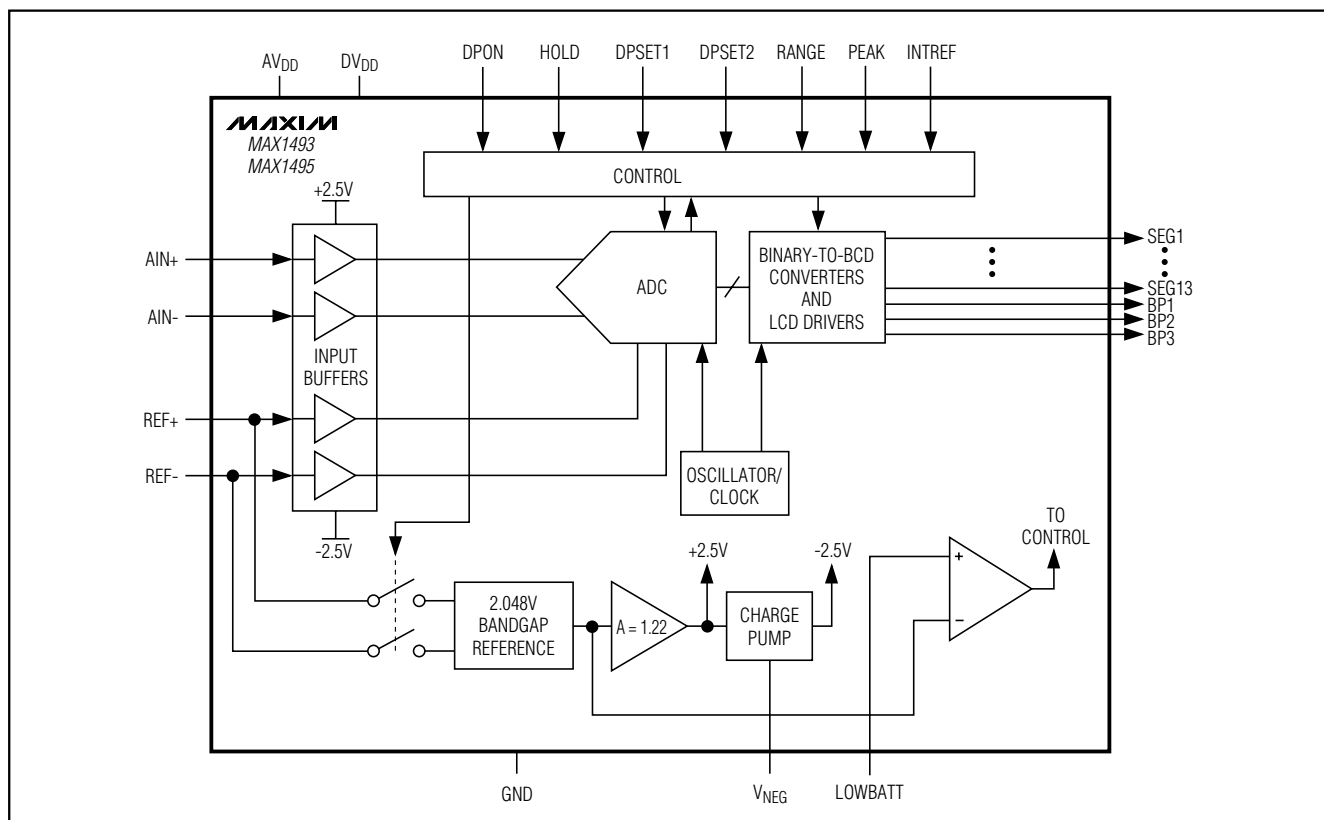 DPON HOLD DPSET1 DPSET2 RANGE PEAK INTREF
AVDD DVDD
MAXIM
MAX1493
MAX1495
CONTROL
+2.5V
AIN+
AIN-
INPUT
BUFFERS
REF+
REF-
-2.5V
ADC
BINARY-TO-BCD
CONVERTERS
AND
LCD DRIVERS
SEG1
SEG13
BP1
BP2
BP3
OSCILLATOR/
CLOCK
2.048V
BANDGAP
REFERENCE
A = 1.22
+2.5V
CHARGE
PUMP
-2.5V
+
−
TO
CONTROL
GND
VNEG
LOWBATT